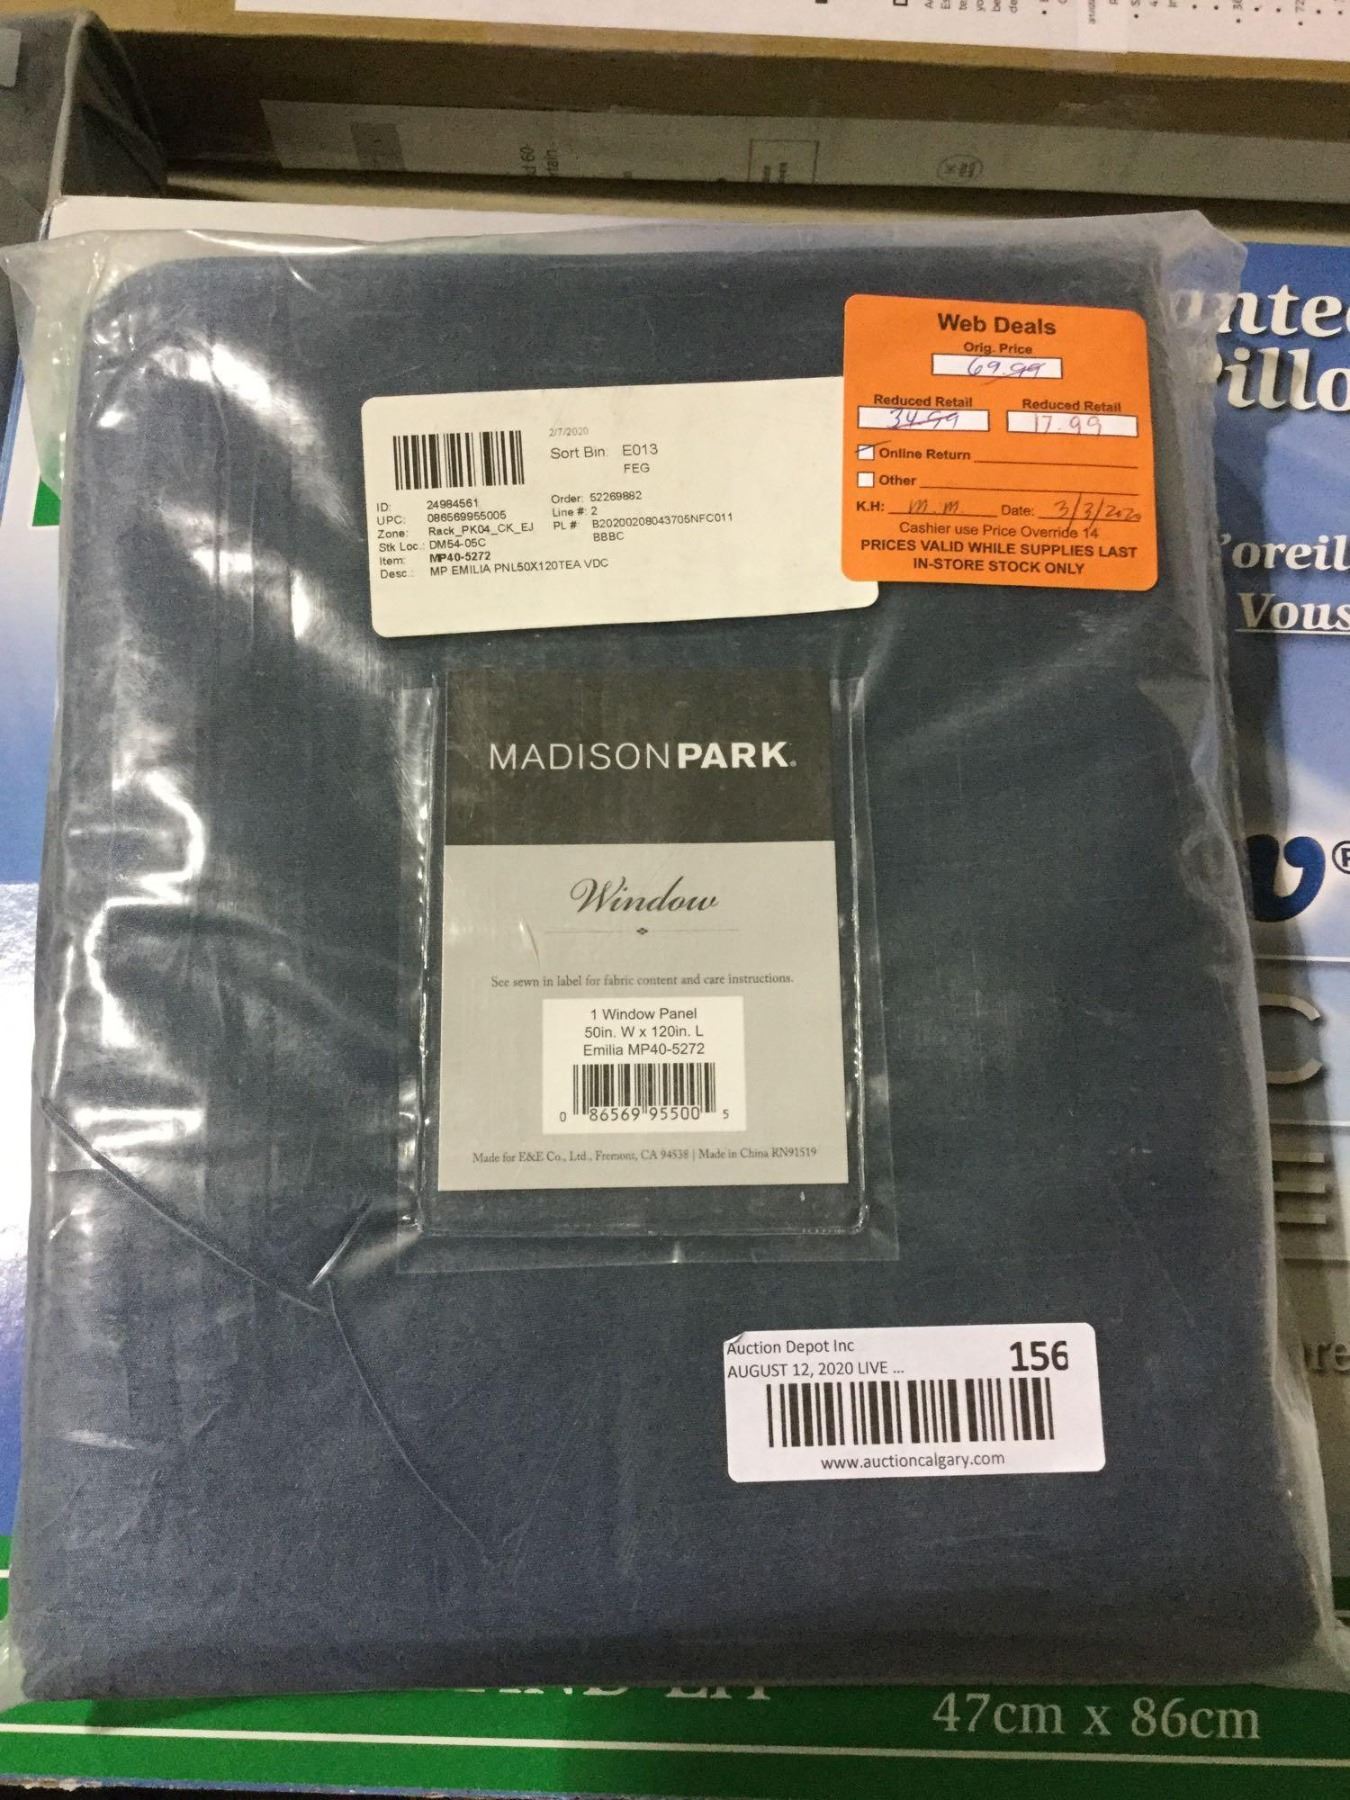 Web Deals
Orig. Price
69.99
Reduced Retail Reduced Retail
34.99 17.99
Online Return
Other
K.H: M.M. Date: 3/3/2020
Cashier use Price Override 14
PRICES VALID WHILE SUPPLIES LAST
IN-STORE STOCK ONLY
2/7/2020
Sort Bin: E013
FEG
ID: 24984561
UPC: 086569955005
Zone: Rack_PK04_CK_EJ
Stk Loc.: DM54-05C
Item: MP40-5272
Desc.: MP EMILIA PNL50X120TEA VDC
Order: 52269882
Line #: 2
PL #: B20200208043705NFC011
BBBC
MADISONPARK®
Window
See sewn in label for fabric content and care instructions.
1 Window Panel
50in. W x 120in. L
Emilia MP40-5272
0 86569 95500 5
Made for E&E Co., Ltd., Fremont, CA 94538 | Made in China RN91519
Auction Depot Inc
AUGUST 12, 2020 LIVE ...
156
www.auctioncalgary.com
'oreil
Vous
47cm x 86cm